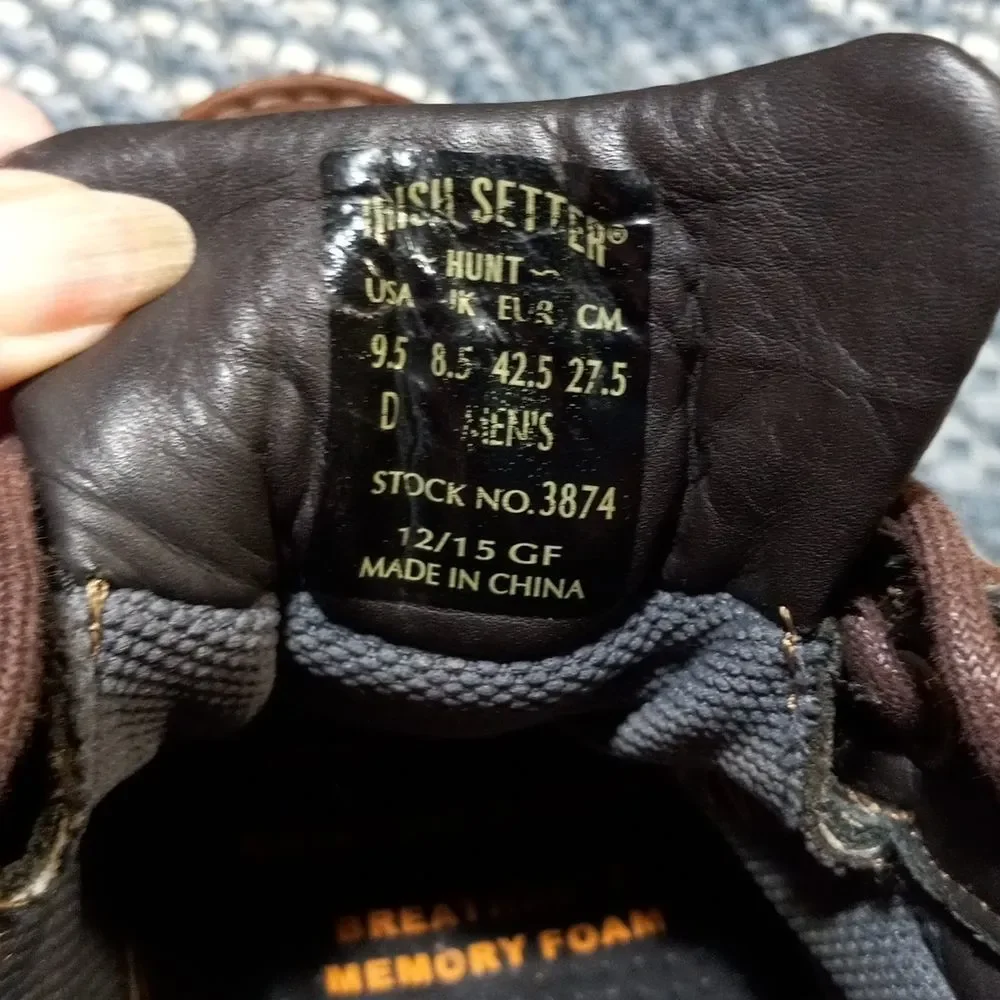 IRISH SETTER®
HUNT
USA UK EUR CM
9.5 8.5 42.5 27.5
D MEN'S
STOCK NO. 3874
12/15 GF
MADE IN CHINA
MEMORY FOAM